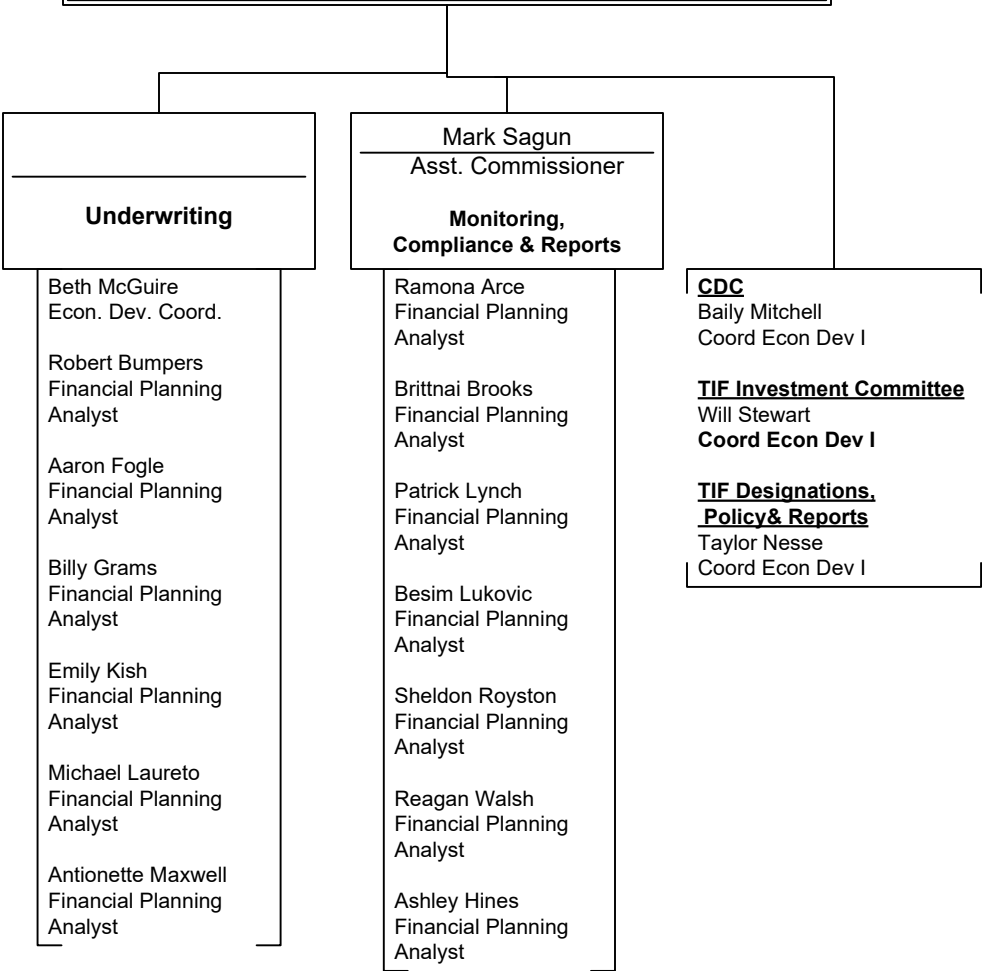 Underwriting
Beth McGuire
Econ. Dev. Coord.
Robert Bumpers
Financial Planning
Analyst
Aaron Fogle
Financial Planning
Analyst
Billy Grams
Financial Planning
Analyst
Emily Kish
Financial Planning
Analyst
Michael Laureto
Financial Planning
Analyst
Antionette Maxwell
Financial Planning
Analyst
Mark Sagun
Asst. Commissioner
Monitoring,
Compliance & Reports
Ramona Arce
Financial Planning
Analyst
Brittnai Brooks
Financial Planning
Analyst
Patrick Lynch
Financial Planning
Analyst
Besim Lukovic
Financial Planning
Analyst
Sheldon Royston
Financial Planning
Analyst
Reagan Walsh
Financial Planning
Analyst
Ashley Hines
Financial Planning
Analyst
CDC
Baily Mitchell
Coord Econ Dev I
TIF Investment Committee
Will Stewart
Coord Econ Dev I
TIF Designations,
Policy& Reports
Taylor Nesse
Coord Econ Dev I